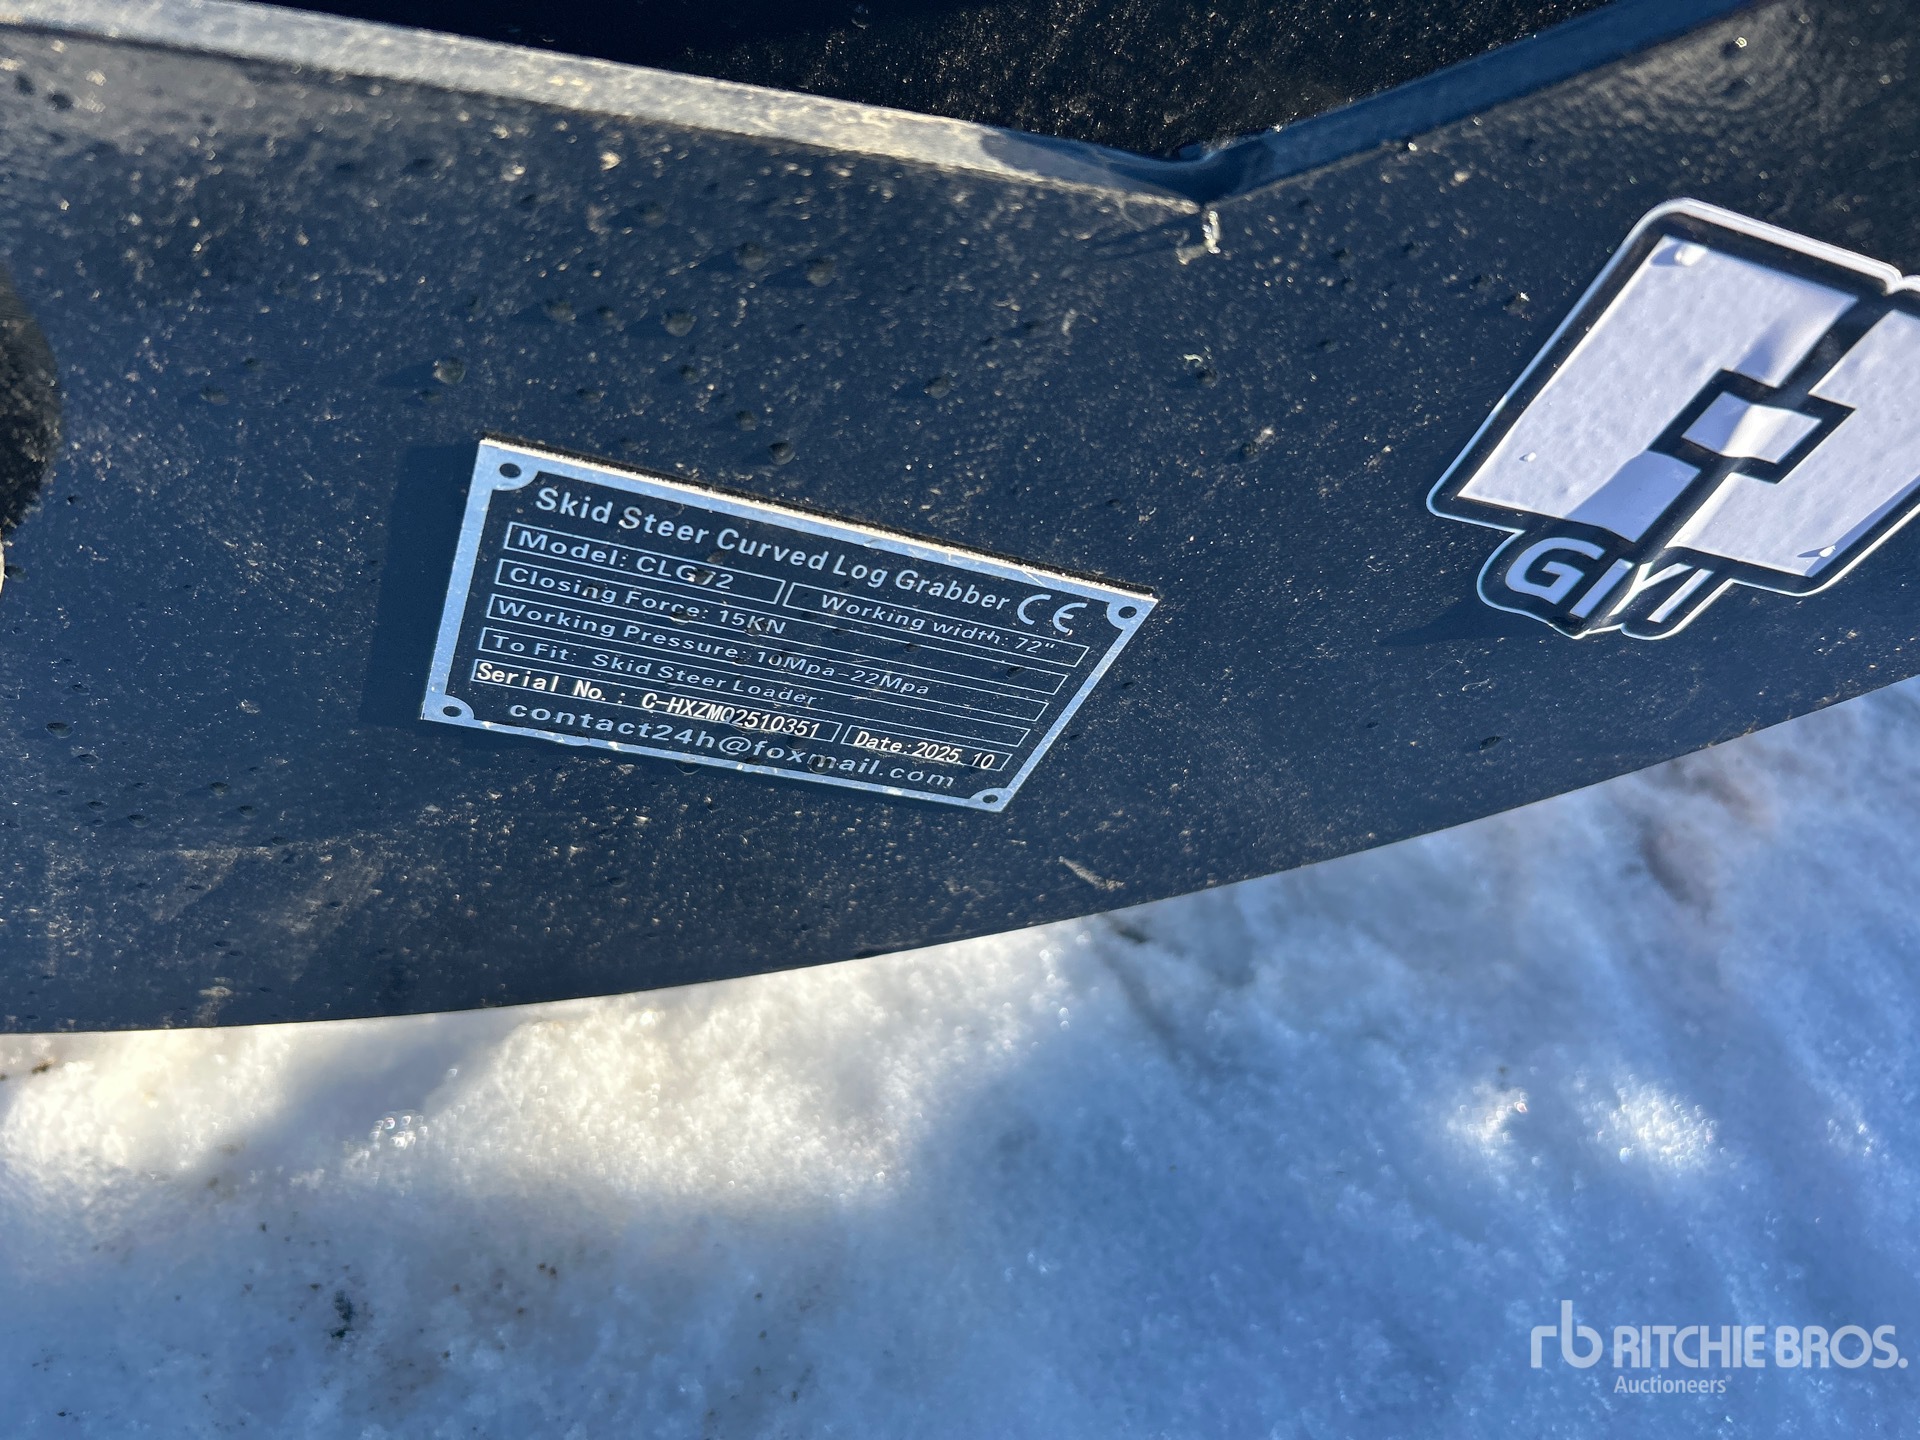 Skid Steer Curved Log Grabber CE
Model: CLG72 Working width: 72"
Closing Force: 15KN
Working Pressure: 10Mpa-22Mpa
To Fit: Skid Steer Loader
Serial No.: C-HXZM02510351 Date:2025.10
contact24h@foxmail.com
GIYI
rb RITCHIE BROS.
Auctioneers